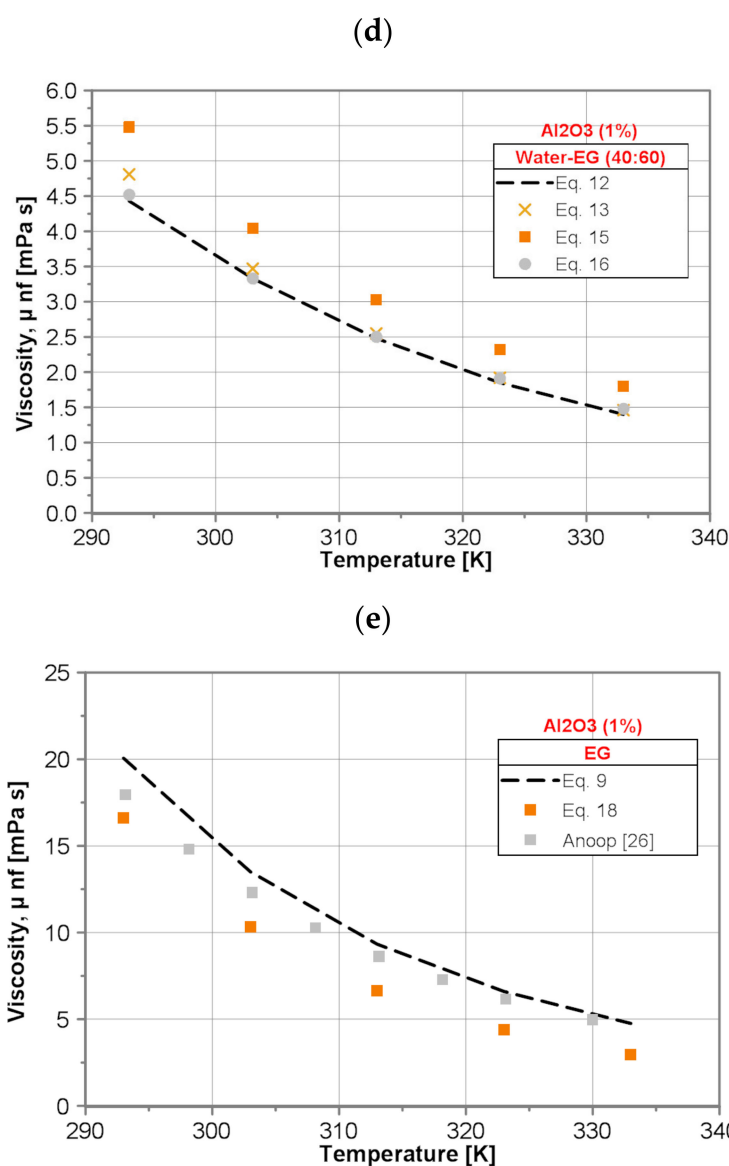 (d)
Viscosity, μ nf [mPa s]
6.0
5.5
5.0
4.5
4.0
3.5
3.0
2.5
2.0
1.5
1.0
0.5
0.0
Al2O3 (1%)
Water-EG (40:60)
Eq. 12
Eq. 13
Eq. 15
Eq. 16
290 300 310 320 330 340
Temperature [K]
(e)
Viscosity, μ nf [mPa s]
25
20
15
10
5
0
Al2O3 (1%)
EG
Eq. 9
Eq. 18
Anoop [26]
290 300 310 320 330 340
Temperature [K]